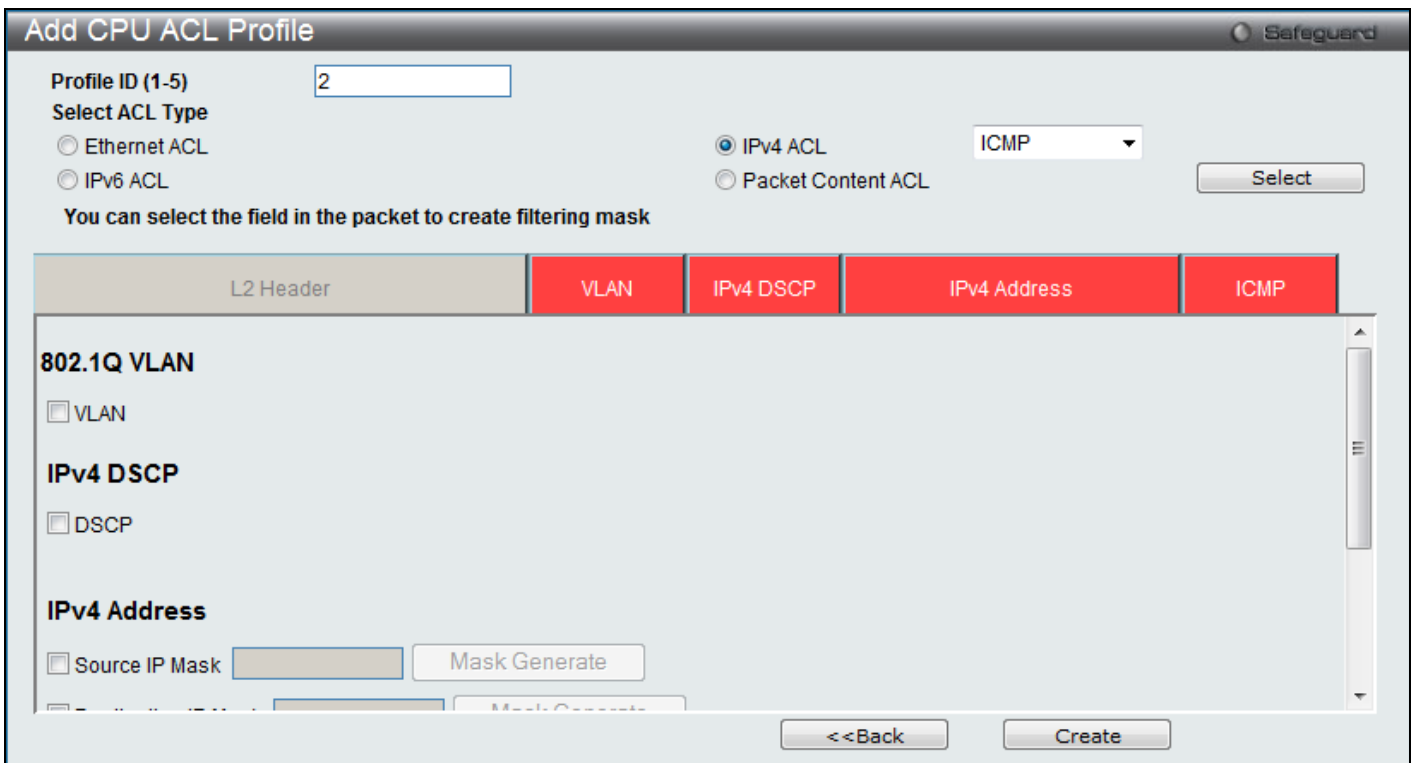 Add CPU ACL Profile
Safeguard
Profile ID (1-5) 2
Select ACL Type
Ethernet ACL
IPv4 ACL ICMP
IPv6 ACL
Packet Content ACL
Select
You can select the field in the packet to create filtering mask
L2 Header VLAN IPv4 DSCP IPv4 Address ICMP
802.1Q VLAN
VLAN
IPv4 DSCP
DSCP
IPv4 Address
Source IP Mask Mask Generate
<<Back Create